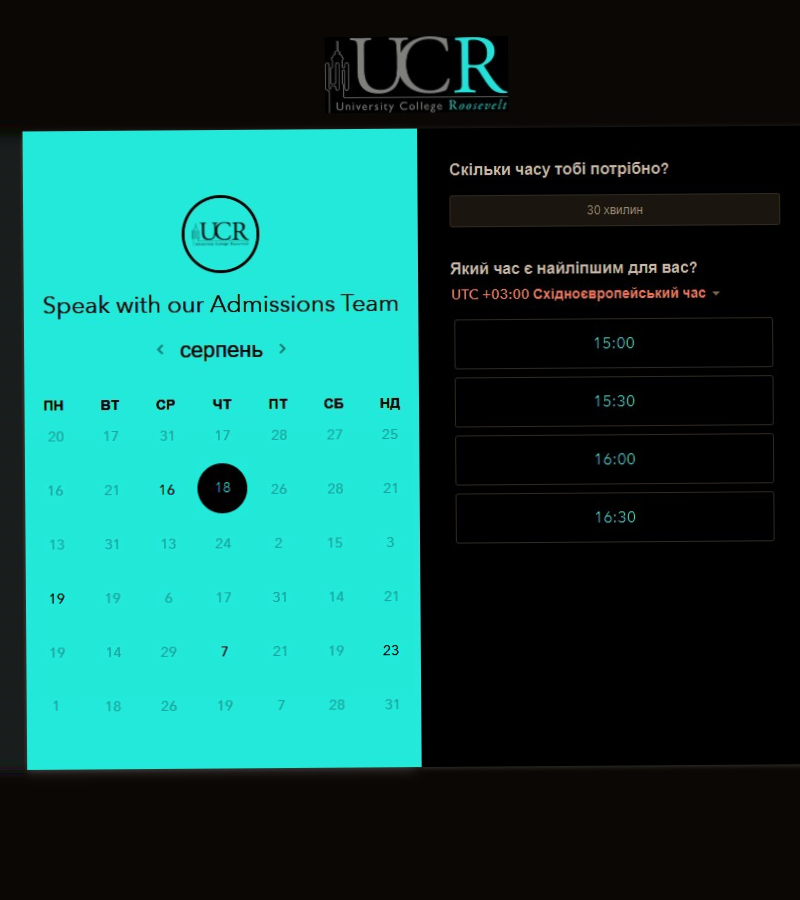 UCR
University College Roosevelt
UCR
Speak with our Admissions Team
серпень
ПН ВТ СР ЧТ ПТ СБ НД
20 17 31 17 28 27 25
16 21 16 18 26 28 21
13 31 13 24 2 15 3
19 19 6 17 31 14 21
19 14 29 7 21 19 23
1 18 26 19 7 28 31
Скільки часу тобі потрібно?
30 хвилин
Який час є найліпшим для вас?
UTC +03:00 Східноєвропейський час
15:00
15:30
16:00
16:30